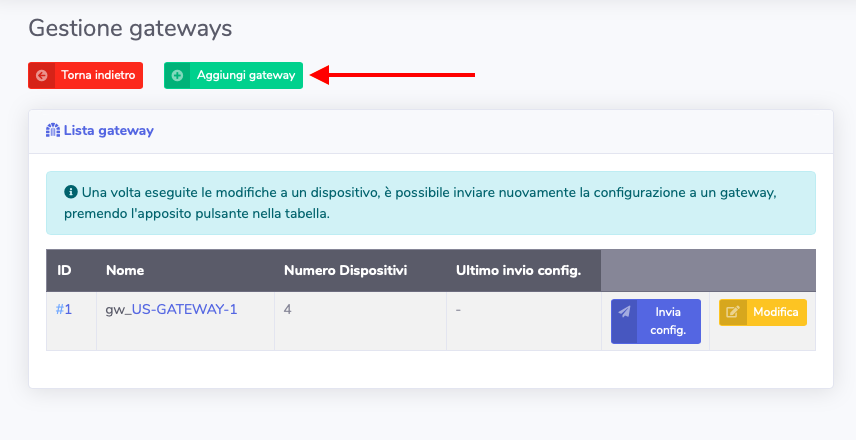 Gestione gateways
Torna indietro
Aggiungi gateway
Lista gateway
Una volta eseguite le modifiche a un dispositivo, è possibile inviare nuovamente la configurazione a un gateway,
premendo l'apposito pulsante nella tabella.
ID Nome Numero Dispositivi Ultimo invio config.
#1 gw_US-GATEWAY-1 4 - Invia Modifica
config.